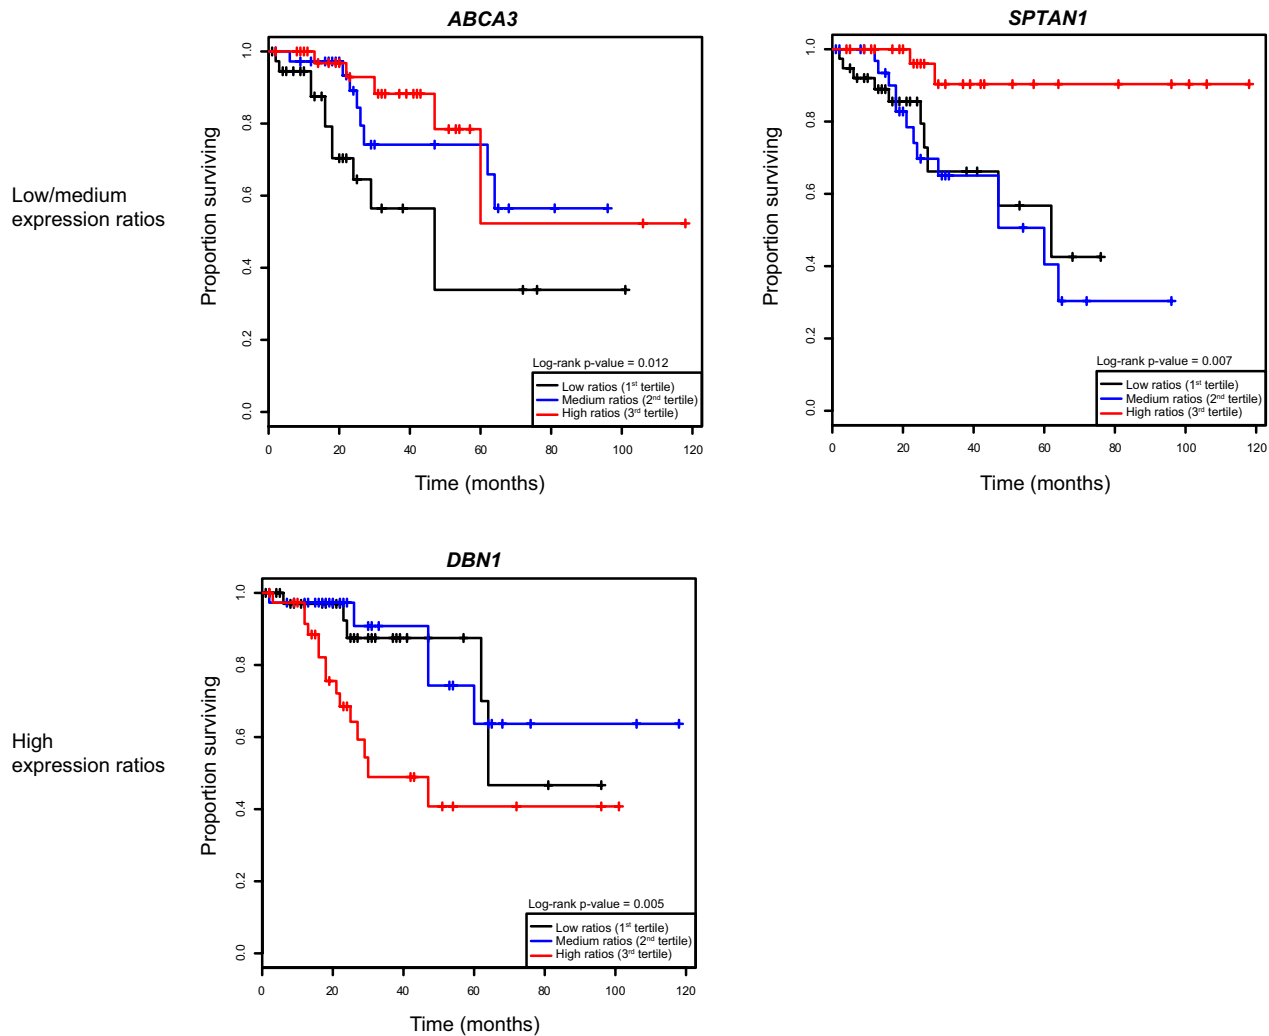 ABCA3
SPTAN1
Low/medium
expression ratios
Proportion surviving
1.0
0.8
0.6
0.4
0.2
0.0
Log-rank p-value = 0.012
Low ratios (1st tertile)
Medium ratios (2nd tertile)
High ratios (3rd tertile)
0 20 40 60 80 100 120
Time (months)
Proportion surviving
1.0
0.8
0.6
0.4
0.2
0.0
Log-rank p-value = 0.007
Low ratios (1st tertile)
Medium ratios (2nd tertile)
High ratios (3rd tertile)
0 20 40 60 80 100 120
Time (months)
DBN1
High
expression ratios
Proportion surviving
1.0
0.8
0.6
0.4
0.2
0.0
Log-rank p-value = 0.005
Low ratios (1st tertile)
Medium ratios (2nd tertile)
High ratios (3rd tertile)
0 20 40 60 80 100 120
Time (months)